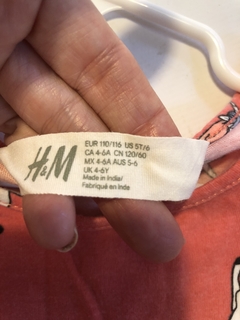 H&M
EUR 110/116 US 5T/6
CA 4-6A CN 120/60
MX 4-6A AUS 5-6
UK 4-6Y
Made in India/
Fabriqué en Inde